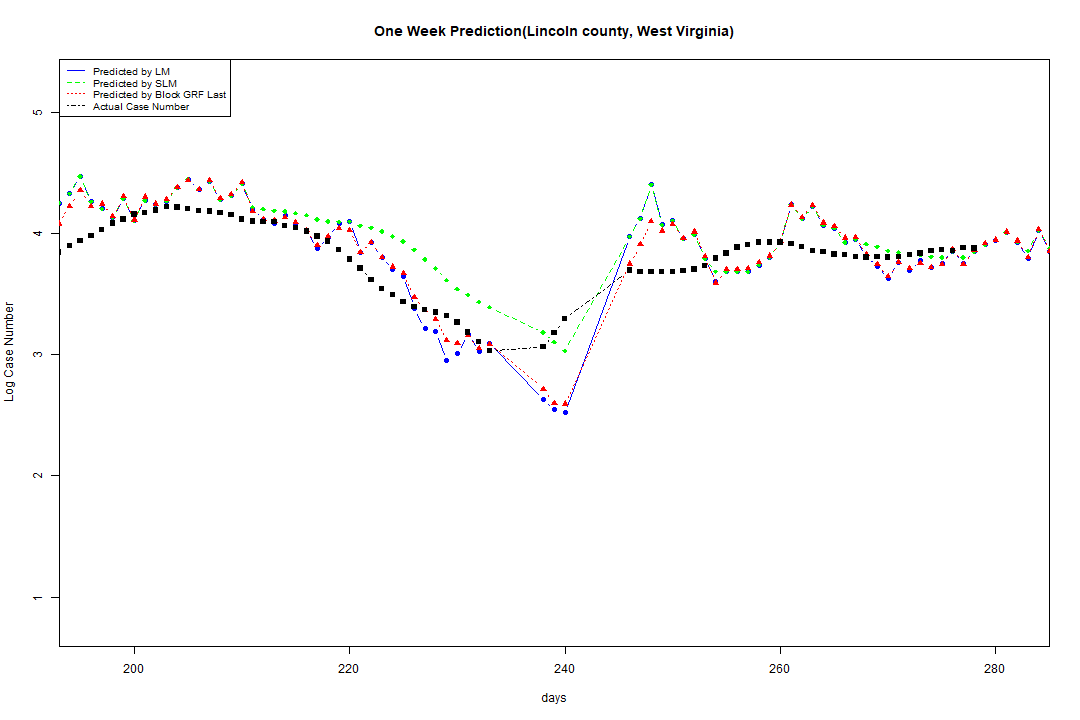 One Week Prediction(Lincoln county, West Virginia)
Predicted by LM
Predicted by SLM
Predicted by Block GRF Last
Actual Case Number
5
4
3
2
1
Log Case Number
200 220 240 260 280
days